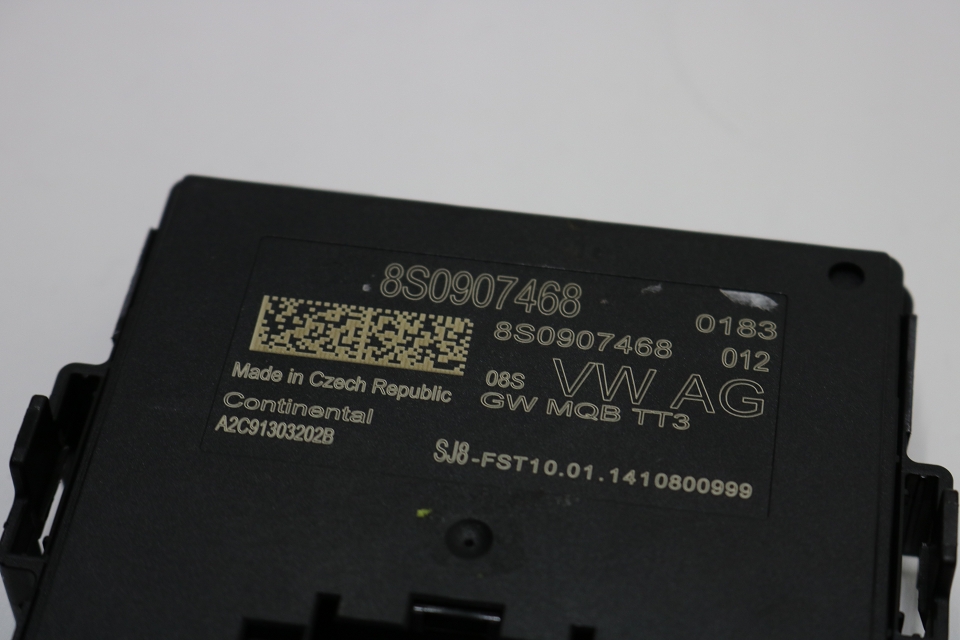 8S0907468
8S0907468 0183
012
08S VW AG
GW MQB TT3
Made in Czech Republic
Continental
A2C91303202B
SJ8-FST10.01.1410800999